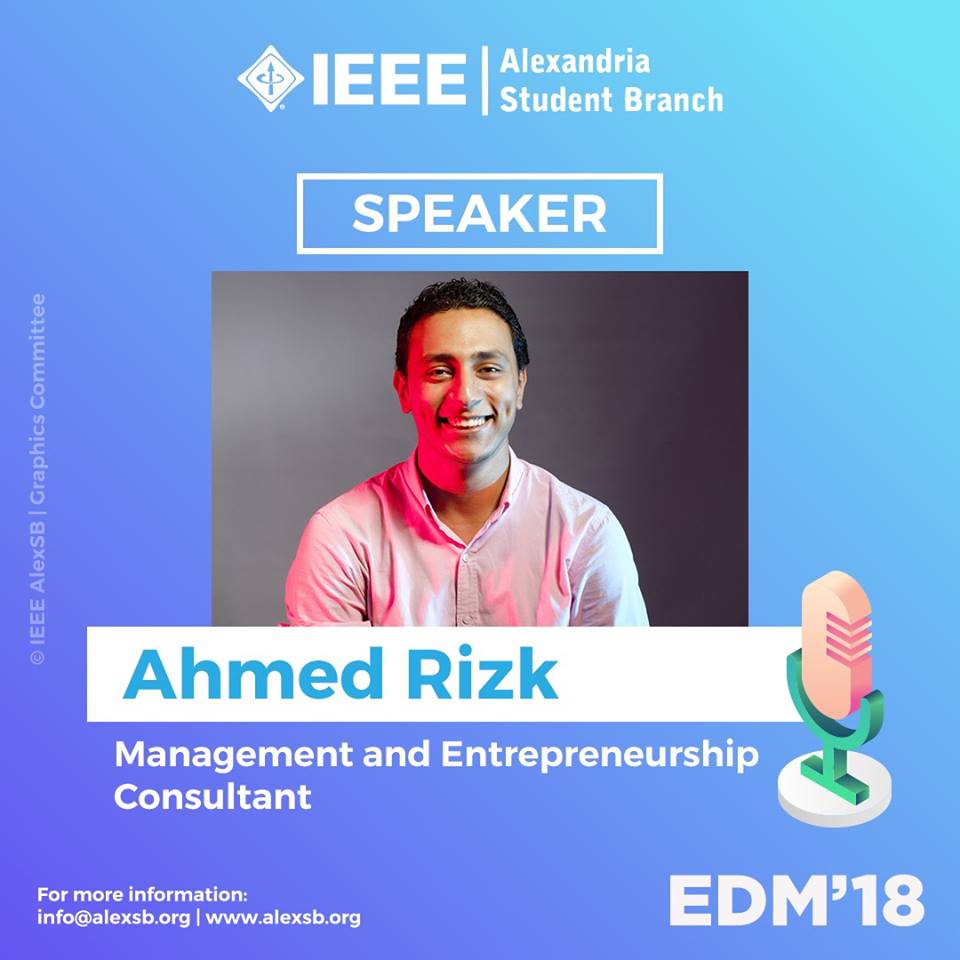 IEEE
Alexandria
Student Branch
SPEAKER
© IEEE AlexSB | Graphics Committee
Ahmed Rizk
Management and Entrepreneurship
Consultant
For more information:
info@alexsb.org | www.alexsb.org
EDM'18